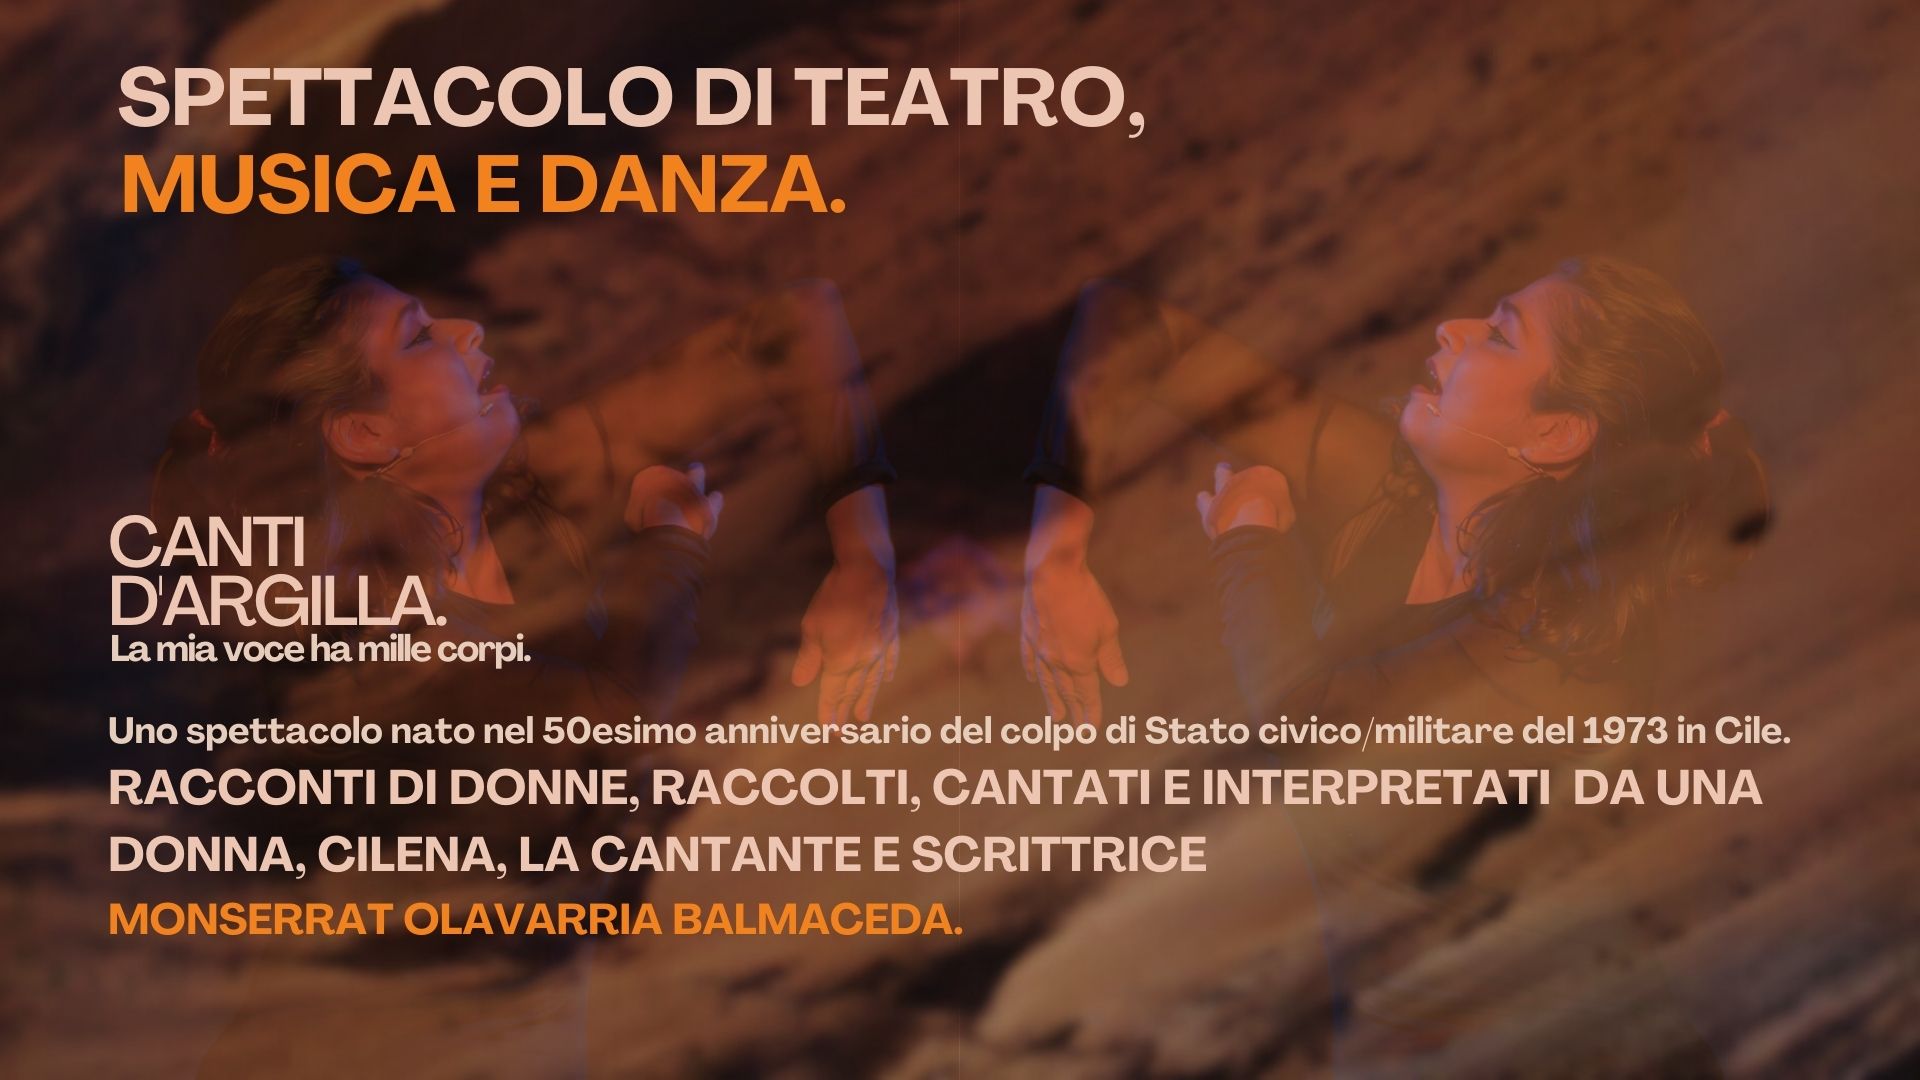 SPETTACOLO DI TEATRO,
MUSICA E DANZA.
CANTI
D'ARGILLA.
La mia voce ha mille corpi.
Uno spettacolo nato nel 50esimo anniversario del colpo di Stato civico/militare del 1973 in Cile.
RACCONTI DI DONNE, RACCOLTI, CANTATI E INTERPRETATI DA UNA
DONNA, CILENA, LA CANTANTE E SCRITTRICE
MONSERRAT OLAVARRIA BALMACEDA.